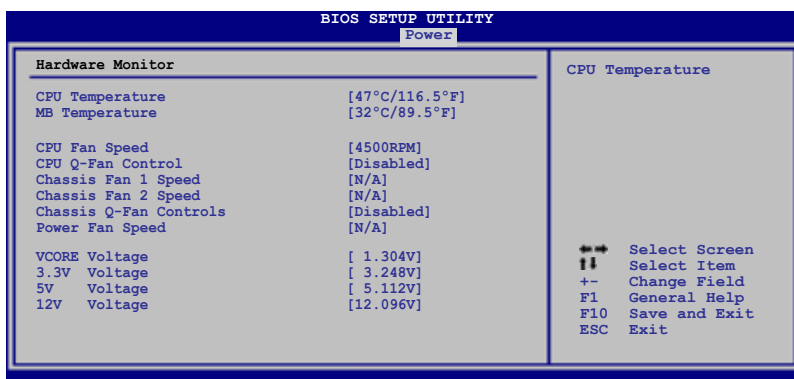 BIOS SETUP UTILITY
Power
Hardware Monitor
CPU Temperature [47°C/116.5°F]
MB Temperature [32°C/89.5°F]
CPU Fan Speed [4500RPM]
CPU Q-Fan Control [Disabled]
Chassis Fan 1 Speed [N/A]
Chassis Fan 2 Speed [N/A]
Chassis Q-Fan Controls [Disabled]
Power Fan Speed [N/A]
VCORE Voltage [ 1.304V]
3.3V Voltage [ 3.248V]
5V Voltage [ 5.112V]
12V Voltage [12.096V]
CPU Temperature
←→ Select Screen
↑↓ Select Item
+- Change Field
F1 General Help
F10 Save and Exit
ESC Exit